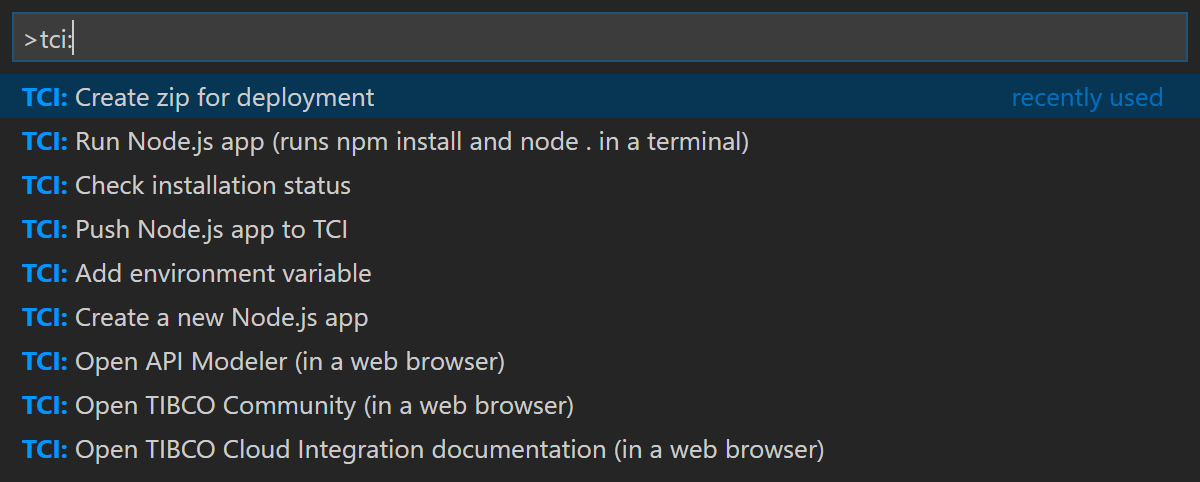 >tci:
TCI: Create zip for deployment recently used
TCI: Run Node.js app (runs npm install and node . in a terminal)
TCI: Check installation status
TCI: Push Node.js app to TCI
TCI: Add environment variable
TCI: Create a new Node.js app
TCI: Open API Modeler (in a web browser)
TCI: Open TIBCO Community (in a web browser)
TCI: Open TIBCO Cloud Integration documentation (in a web browser)